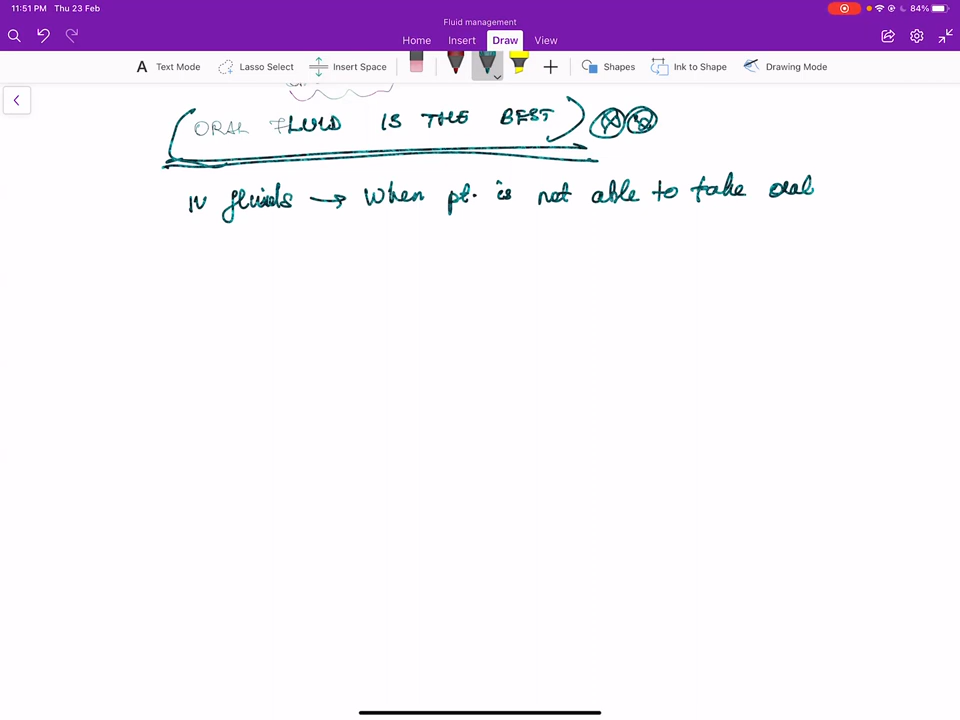 11:51 PM Thu 23 Feb
84%
Fluid management
Home Insert Draw View
A Text Mode Lasso Select Insert Space Shapes Ink to Shape Drawing Mode
ORAL FLUID IS THE BEST
IV fluids → When pt. is not able to take oral